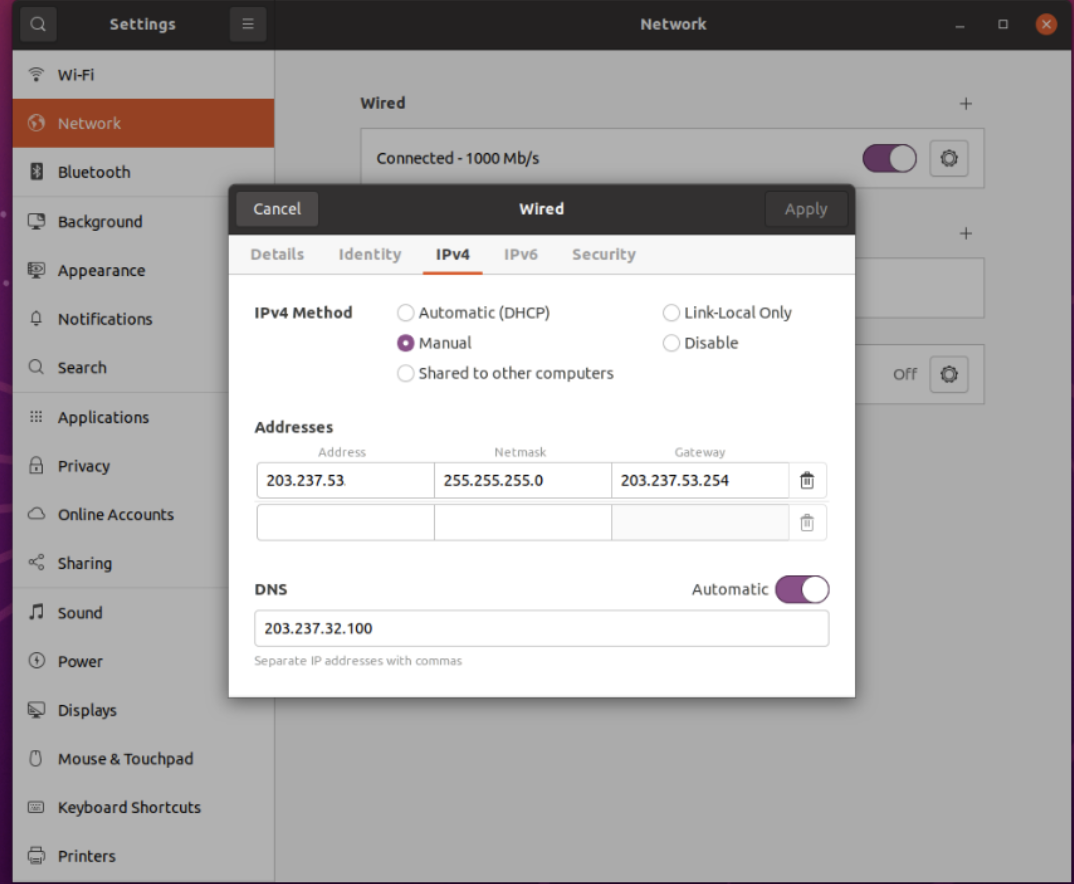 Settings
Network
Wi-Fi
Network
Bluetooth
Background
Appearance
Notifications
Search
Applications
Privacy
Online Accounts
Sharing
Sound
Power
Displays
Mouse & Touchpad
Keyboard Shortcuts
Printers
Wired
Connected - 1000 Mb/s
Off
Cancel
Wired
Apply
Details Identity IPv4 IPv6 Security
IPv4 Method
Automatic (DHCP) Link-Local Only
Manual Disable
Shared to other computers
Addresses
Address Netmask Gateway
203.237.53. 255.255.255.0 203.237.53.254
DNS Automatic
203.237.32.100
Separate IP addresses with commas